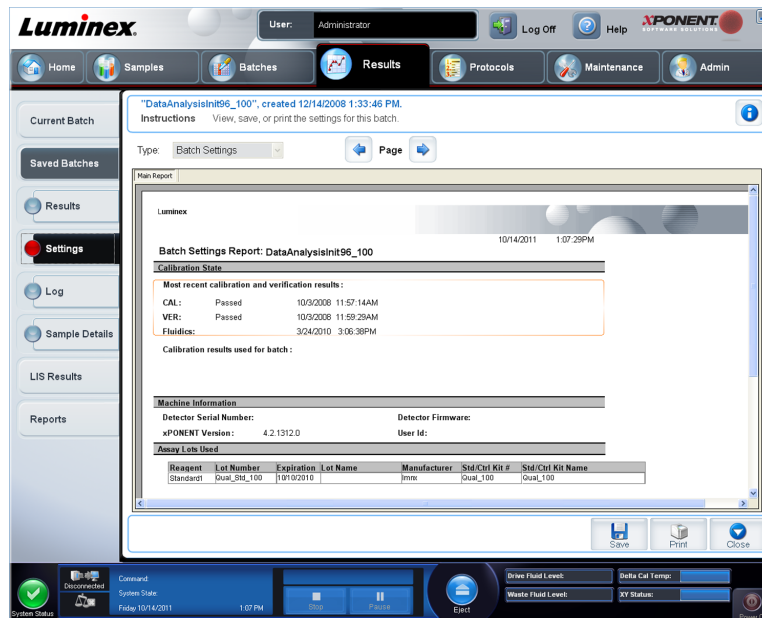 Luminex.
User: Administrator
Log Off
Help
XPONENT.
SOFTWARE SOLUTIONS
Home
Samples
Batches
Results
Protocols
Maintenance
Admin
Current Batch
Saved Batches
Results
Settings
Log
Sample Details
LIS Results
Reports
"DataAnalysisInit96_100", created 12/14/2008 1:33:46 PM.
Instructions View, save, or print the settings for this batch.
Type: Batch Settings
Page
Main Report
Luminex
10/14/2011 1:07:29PM
Batch Settings Report: DataAnalysisInit96_100
Calibration State
Most recent calibration and verification results :
CAL: Passed 10/3/2008 11:57:14AM
VER: Passed 10/3/2008 11:59:29AM
Fluidics: 3/24/2010 3:06:38PM
Calibration results used for batch :
Machine Information
Detector Serial Number: Detector Firmware:
xPONENT Version : 4.2.1312.0 User Id:
Assay Lots Used
Reagent Lot Number Expiration Lot Name Manufacturer Std/Ctrl Kit # Std/Ctrl Kit Name
Standard1 Qual_Std_100 10/10/2010 lmnx Qual_100 Qual_100
Save
Print
Close
System Status
Disconnected
Command:
System State:
Friday 10/14/2011 1:07 PM
Stop
Pause
Eject
Drive Fluid Level:
Waste Fluid Level:
Delta Cal Temp:
XY Status: